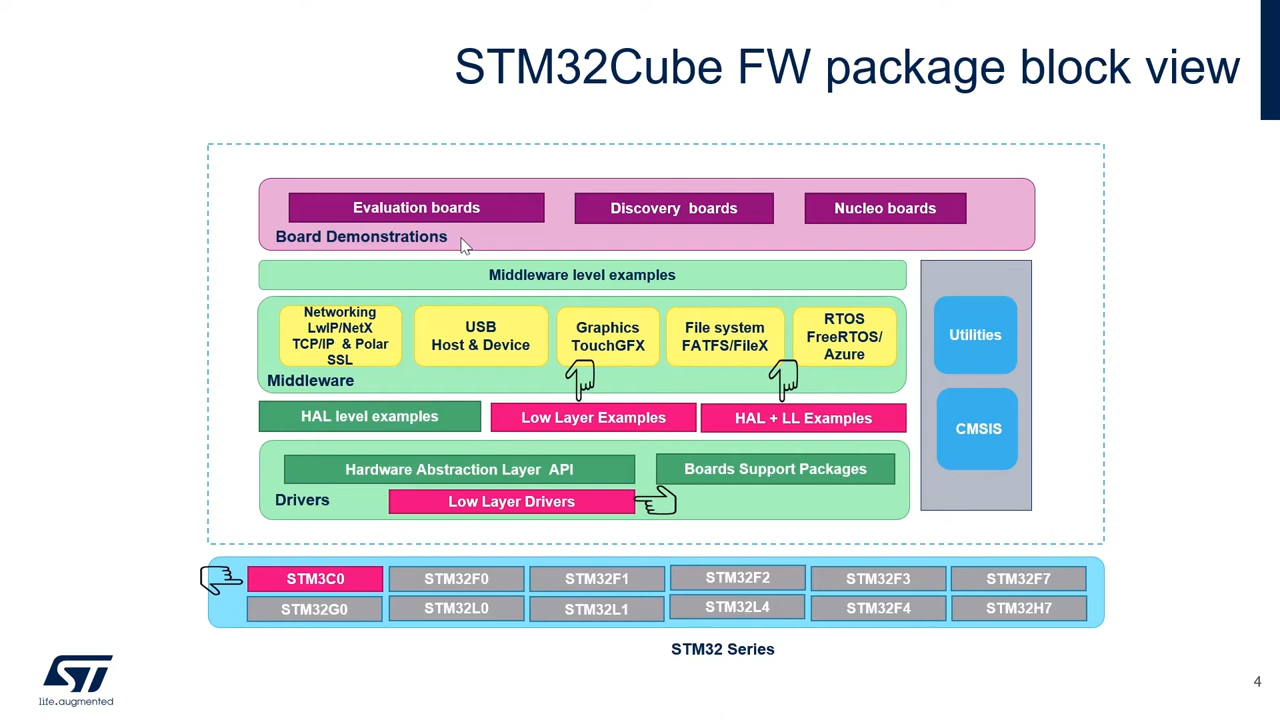 STM32Cube FW package block view
Evaluation boards
Discovery boards
Nucleo boards
Board Demonstrations
Middleware level examples
Networking
LwIP/NetX
TCP/IP & Polar
SSL
USB
Host & Device
Graphics
TouchGFX
File system
FATFS/FileX
RTOS
FreeRTOS/
Azure
Middleware
Utilities
CMSIS
HAL level examples
Low Layer Examples
HAL + LL Examples
Hardware Abstraction Layer API
Boards Support Packages
Drivers
Low Layer Drivers
STM3C0
STM32F0
STM32F1
STM32F2
STM32F3
STM32F7
STM32G0
STM32L0
STM32L1
STM32L4
STM32F4
STM32H7
STM32 Series
ST
life.augmented
4